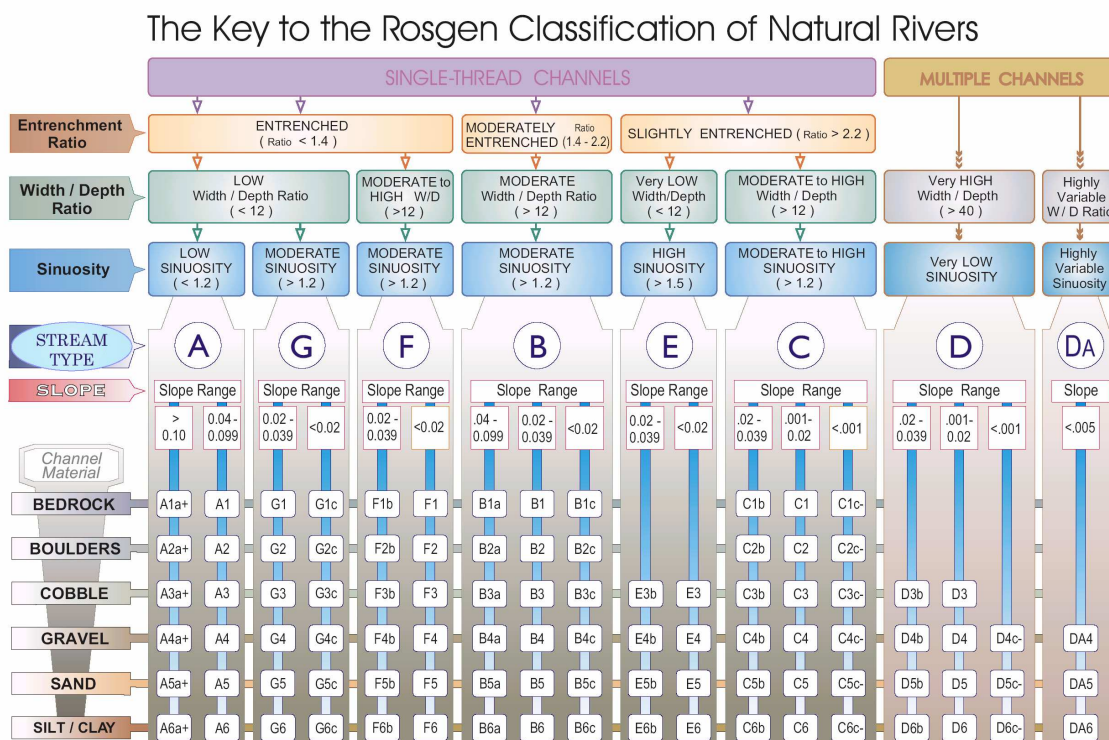 The Key to the Rosgen Classification of Natural Rivers
SINGLE-THREAD CHANNELS
MULTIPLE CHANNELS
Entrenchment
Ratio
ENTRENCHED
( Ratio < 1.4 )
MODERATELY Ratio
ENTRENCHED (1.4 - 2.2)
SLIGHTLY ENTRENCHED ( Ratio > 2.2 )
Width / Depth
Ratio
LOW
Width / Depth Ratio
( < 12 )
MODERATE to
HIGH W/D
( >12 )
MODERATE
Width / Depth Ratio
( > 12 )
Very LOW
Width/Depth
( < 12 )
MODERATE to HIGH
Width / Depth
( > 12 )
Very HIGH
Width / Depth
( > 40 )
Highly
Variable
W / D Ratio
Sinuosity
LOW
SINUOSITY
( < 1.2 )
MODERATE
SINUOSITY
( > 1.2 )
MODERATE
SINUOSITY
( > 1.2 )
MODERATE
SINUOSITY
( > 1.2 )
HIGH
SINUOSITY
( > 1.5 )
MODERATE to HIGH
SINUOSITY
( > 1.2 )
Very LOW
SINUOSITY
Highly
Variable
Sinuosity
STREAM
TYPE
A G F B E C D DA
SLOPE
Slope Range Slope Range Slope Range Slope Range Slope Range Slope Range Slope Range Slope
>
0.10
0.04 -
0.099
0.02 -
0.039
<0.02
0.02 -
0.039
<0.02
.04 -
0.099
0.02 -
0.039
<0.02
0.02 -
0.039
<0.02
.02 -
0.039
.001-
0.02
<.001
.02 -
0.039
.001-
0.02
<.001
<.005
Channel
Material
BEDROCK A1a+ A1 G1 G1c F1b F1 B1a B1 B1c C1b C1 C1c-
BOULDERS A2a+ A2 G2 G2c F2b F2 B2a B2 B2c C2b C2 C2c-
COBBLE A3a+ A3 G3 G3c F3b F3 B3a B3 B3c E3b E3 C3b C3 C3c- D3b D3
GRAVEL A4a+ A4 G4 G4c F4b F4 B4a B4 B4c E4b E4 C4b C4 C4c- D4b D4 D4c- DA4
SAND A5a+ A5 G5 G5c F5b F5 B5a B5 B5c E5b E5 C5b C5 C5c- D5b D5 D5c- DA5
SILT / CLAY A6a+ A6 G6 G6c F6b F6 B6a B6 B6c E6b E6 C6b C6 C6c- D6b D6 D6c- DA6